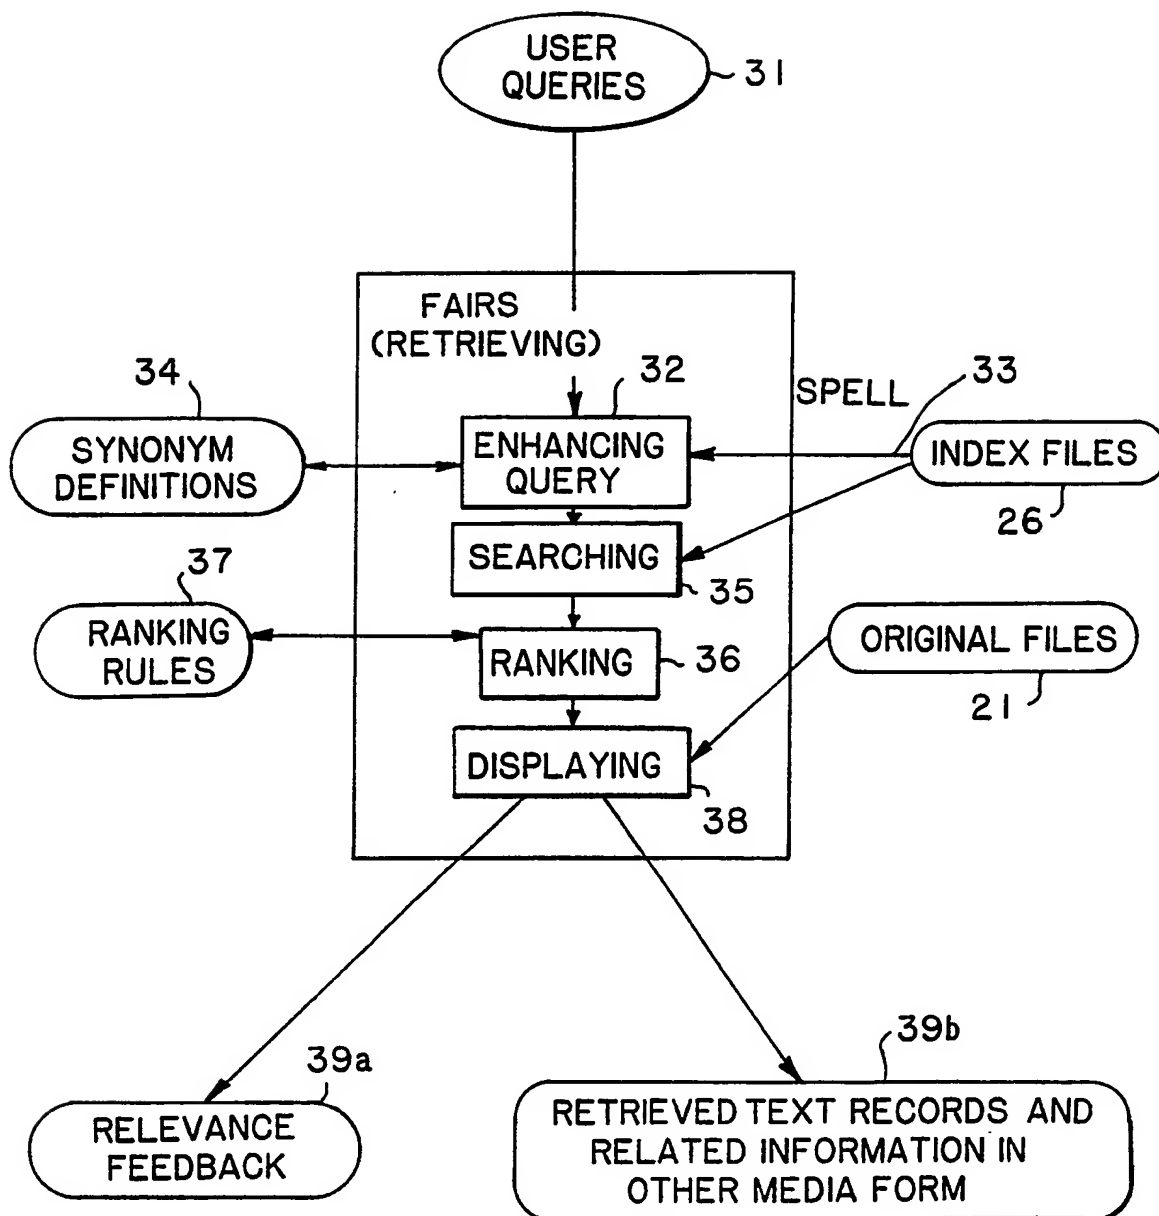 USER
QUERIES
31
FAIRS
(RETRIEVING)
34
32
SPELL
33
SYNONYM
DEFINITIONS
ENHANCING
QUERY
INDEX FILES
26
SEARCHING
35
37
RANKING
RULES
RANKING
36
ORIGINAL FILES
21
DISPLAYING
38
39a
39b
RELEVANCE
FEEDBACK
RETRIEVED TEXT RECORDS AND
RELATED INFORMATION IN
OTHER MEDIA FORM